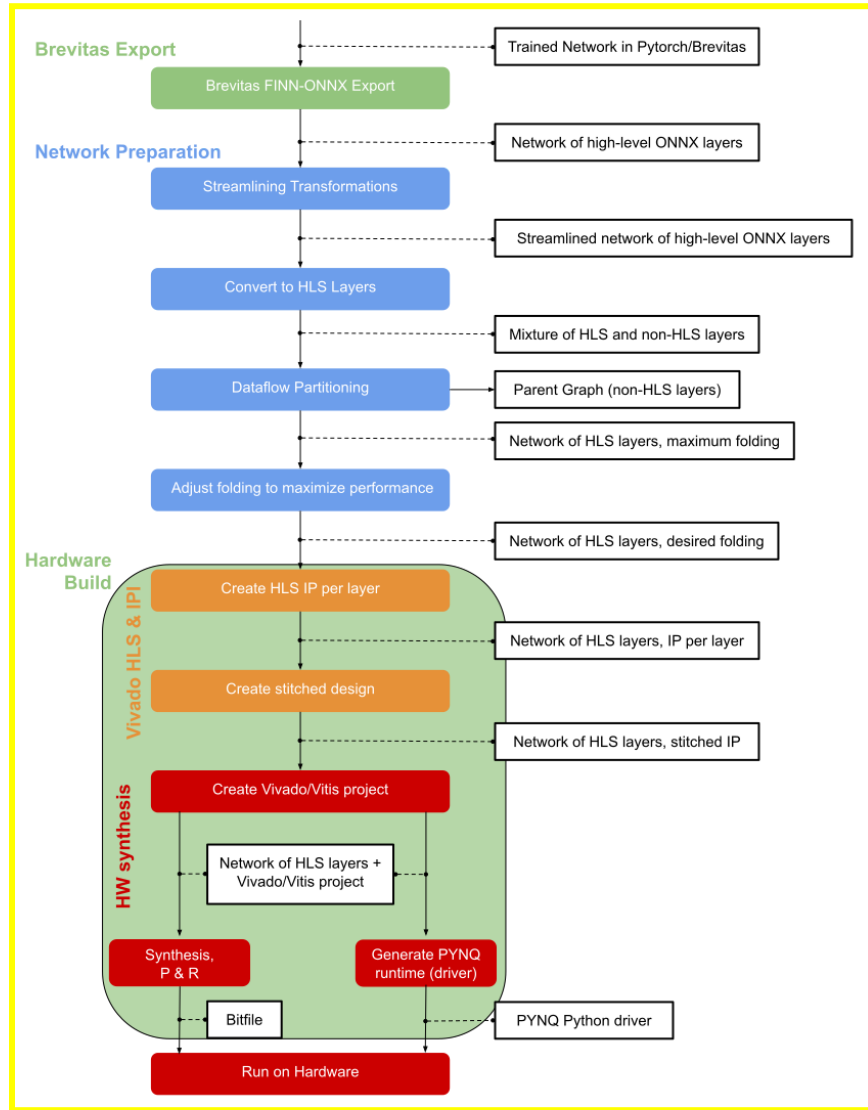 Brevitas Export
Trained Network in Pytorch/Brevitas
Brevitas FINN-ONNX Export
Network of high-level ONNX layers
Network Preparation
Streamlining Transformations
Streamlined network of high-level ONNX layers
Convert to HLS Layers
Mixture of HLS and non-HLS layers
Dataflow Partitioning
Parent Graph (non-HLS layers)
Network of HLS layers, maximum folding
Adjust folding to maximize performance
Network of HLS layers, desired folding
Hardware
Build
Vivado HLS & IPI
Create HLS IP per layer
Network of HLS layers, IP per layer
Create stitched design
Network of HLS layers, stitched IP
HW synthesis
Create Vivado/Vitis project
Network of HLS layers +
Vivado/Vitis project
Synthesis,
P & R
Generate PYNQ
runtime (driver)
Bitfile
PYNQ Python driver
Run on Hardware